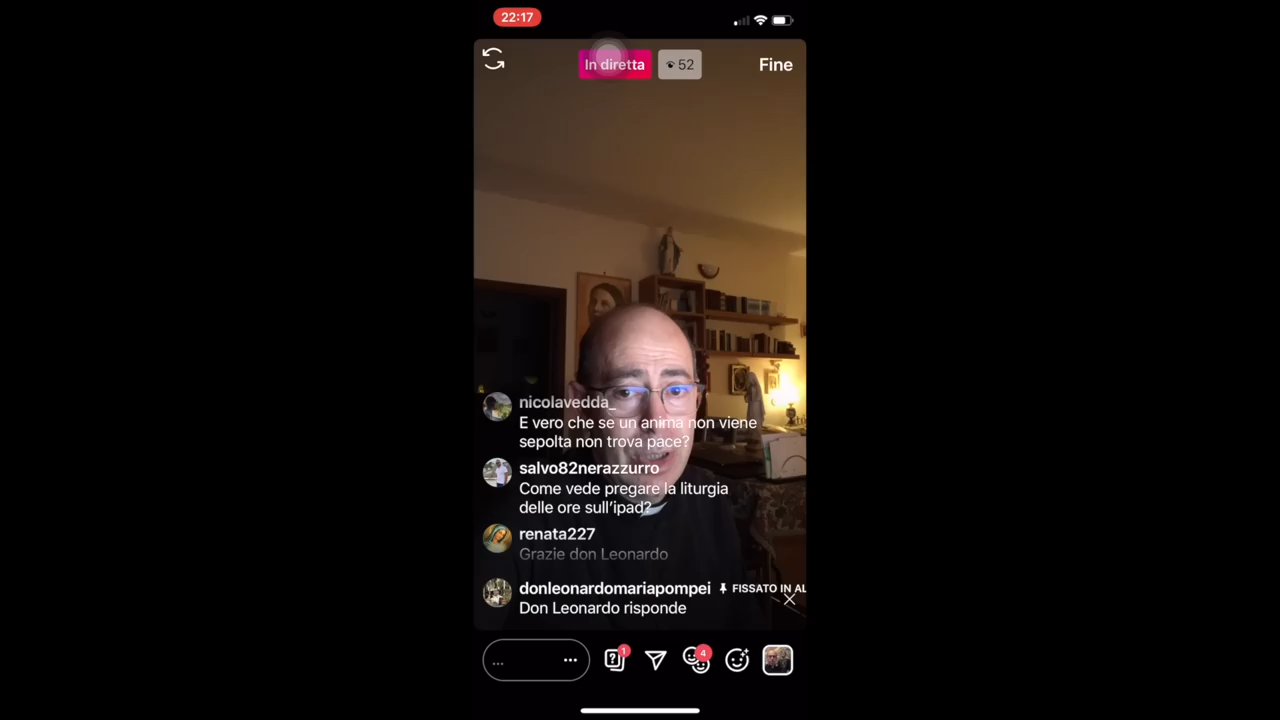 22:17
In diretta
52
Fine
nicolavedda_
E vero che se un anima non viene
sepolta non trova pace?
salvo82nerazzurro
Come vede pregare la liturgia
delle ore sull'ipad?
renata227
Grazie don Leonardo
donleonardomariapompei FISSATO IN AL
Don Leonardo risponde
...
1
4